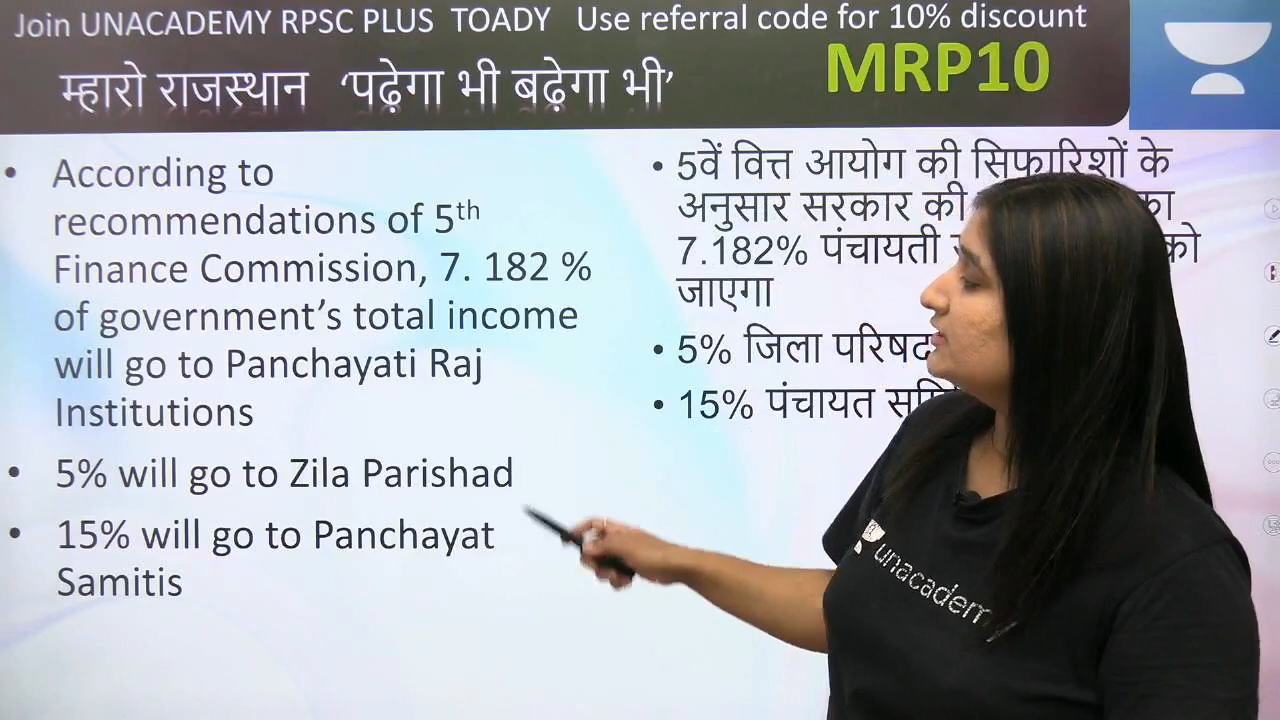 Join UNACADEMY RPSC PLUS TOADY Use referral code for 10% discount
म्हारो राजस्थान ‘पढ़ेगा भी बढ़ेगा भी’ MRP10
• According to
recommendations of 5th
Finance Commission, 7. 182 %
of government’s total income
will go to Panchayati Raj
Institutions
• 5% will go to Zila Parishad
• 15% will go to Panchayat
Samitis
• 5वें वित्त आयोग की सिफारिशों के
अनुसार सरकार की का
7.182% पंचायती को
जाएगा
• 5% जिला परिषद
• 15% पंचायत
unacademy